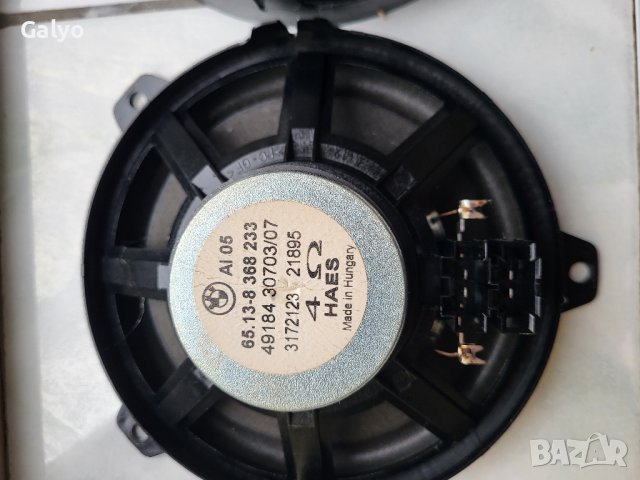 Galyo
BMW
AI 05
65.13-8 368 233
49184 30703/07
3172123 21895
4 Ω
HAES
Made in Hungary
BAZAR